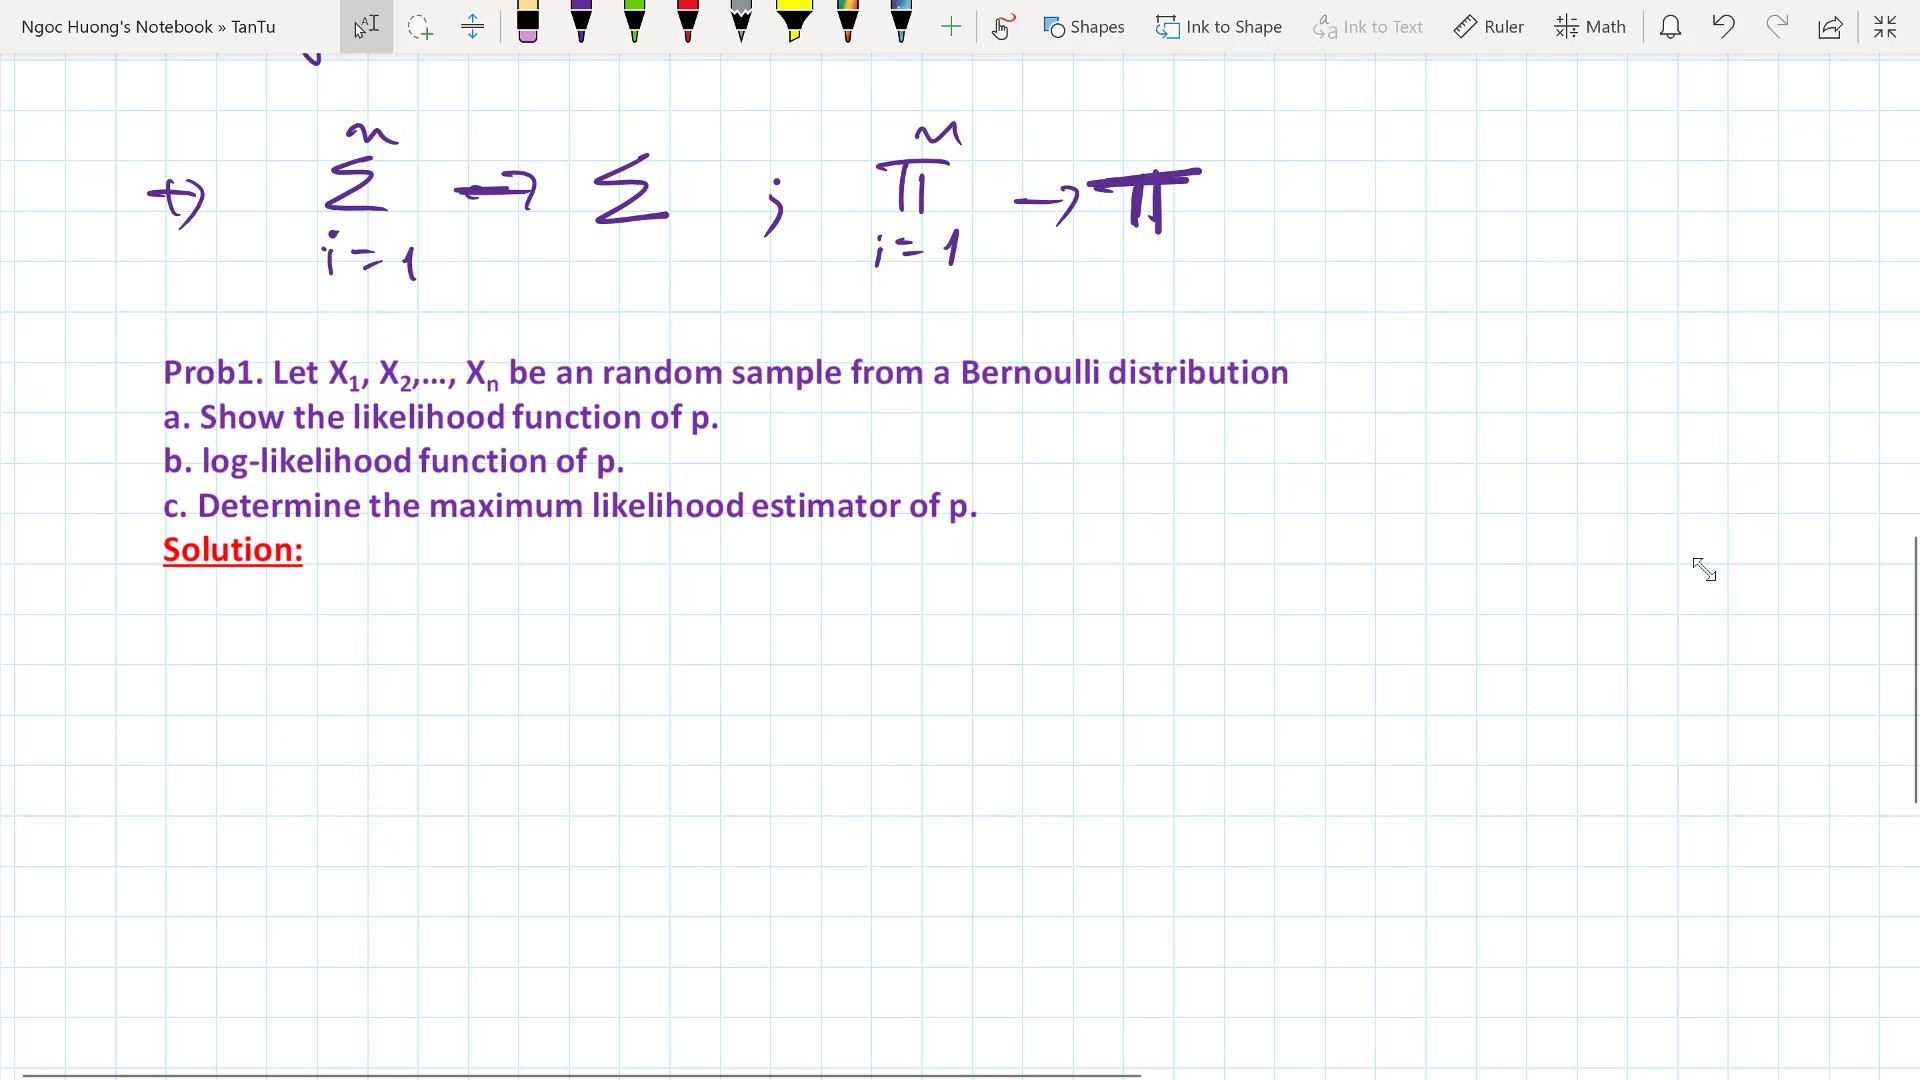 Ngoc Huong's Notebook » TanTu Shapes Ink to Shape Ink to Text Ruler Math
n n
Σ → Σ ; Π → Π
i = 1 i = 1
Prob1. Let X₁, X₂,..., Xₙ be an random sample from a Bernoulli distribution
a. Show the likelihood function of p.
b. log-likelihood function of p.
c. Determine the maximum likelihood estimator of p.
Solution: